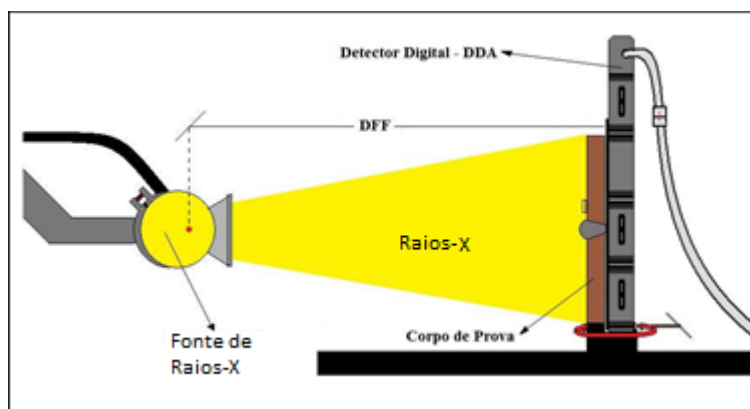 Detector Digital - DDA
DFF
Raios-X
Fonte de
Raios-X
Corpo de Prova